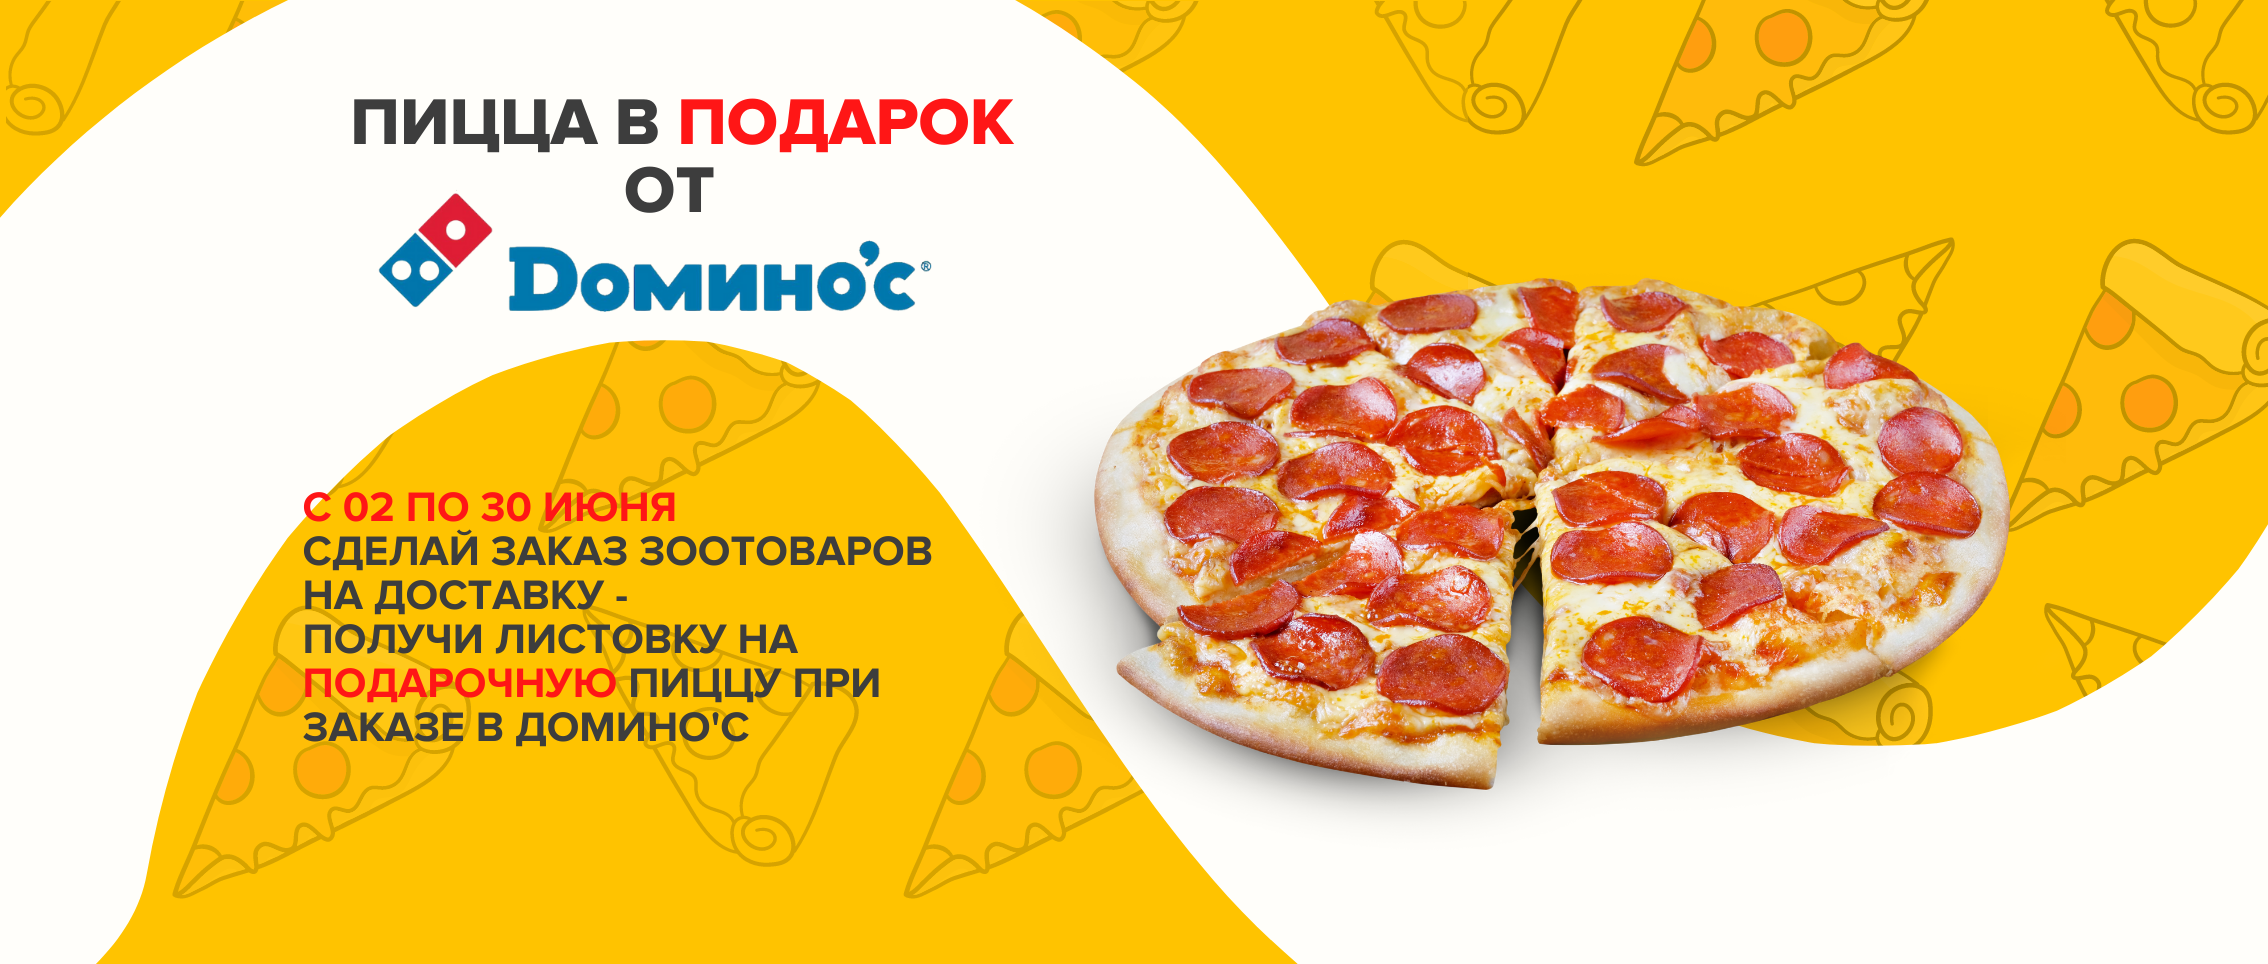 ПИЦЦА В ПОДАРОК
ОТ
Домино'с®
С 02 ПО 30 ИЮНЯ
СДЕЛАЙ ЗАКАЗ ЗООТОВАРОВ
НА ДОСТАВКУ -
ПОЛУЧИ ЛИСТОВКУ НА
ПОДАРОЧНУЮ ПИЦЦУ ПРИ
ЗАКАЗЕ В ДОМИНО'С